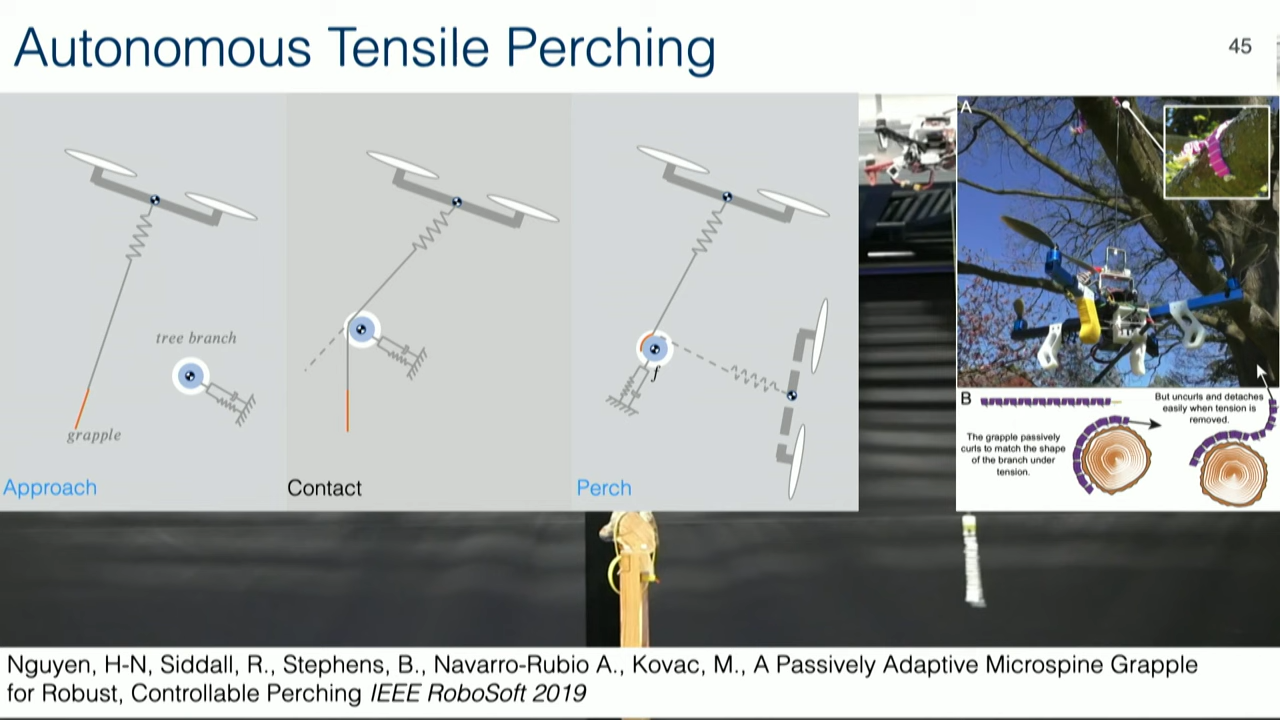 Autonomous Tensile Perching
45
tree branch
grapple
f
Approach
Contact
Perch
A
B
The grapple passively
curls to match the shape
of the branch under
tension.
But uncurls and detaches
easily when tension is
removed.
Nguyen, H-N, Siddall, R., Stephens, B., Navarro-Rubio A., Kovac, M., A Passively Adaptive Microspine Grapple
for Robust, Controllable Perching IEEE RoboSoft 2019